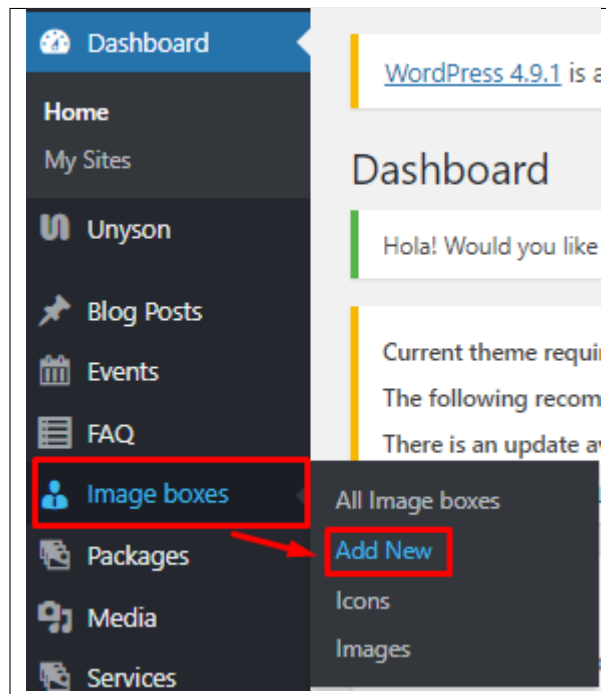 Dashboard
Home
My Sites
Unyson
Blog Posts
Events
FAQ
Image boxes
Packages
Media
Services
All Image boxes
Add New
Icons
Images
WordPress 4.9.1 is
Dashboard
Hola! Would you like
Current theme
The following
There is an update